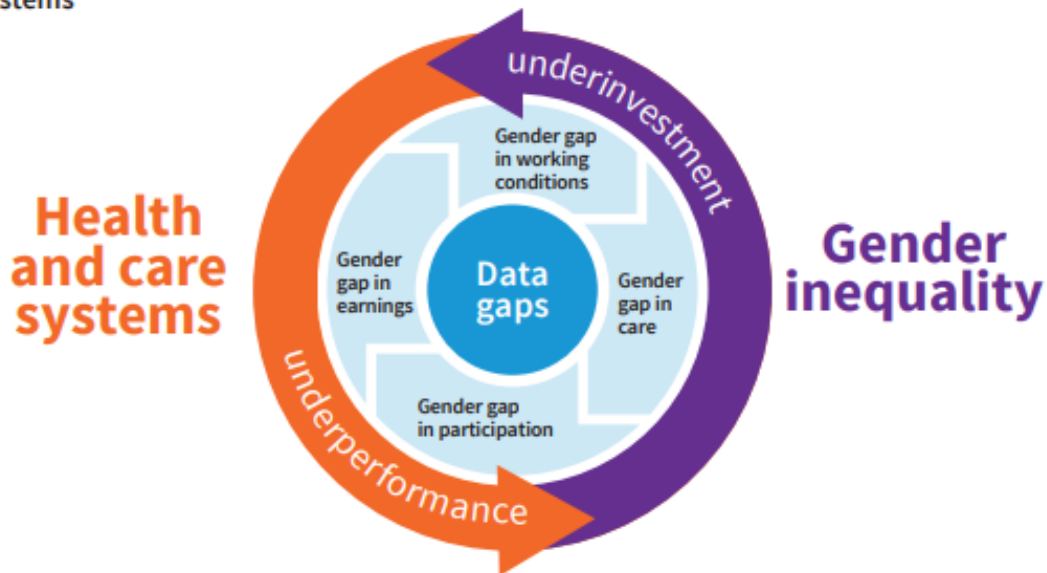 underinvestment
Gender gap
in working
conditions
Health
and care
systems
Gender
gap in
earnings
Data
gaps
Gender
gap in
care
Gender
inequality
Gender gap
in participation
underperformance